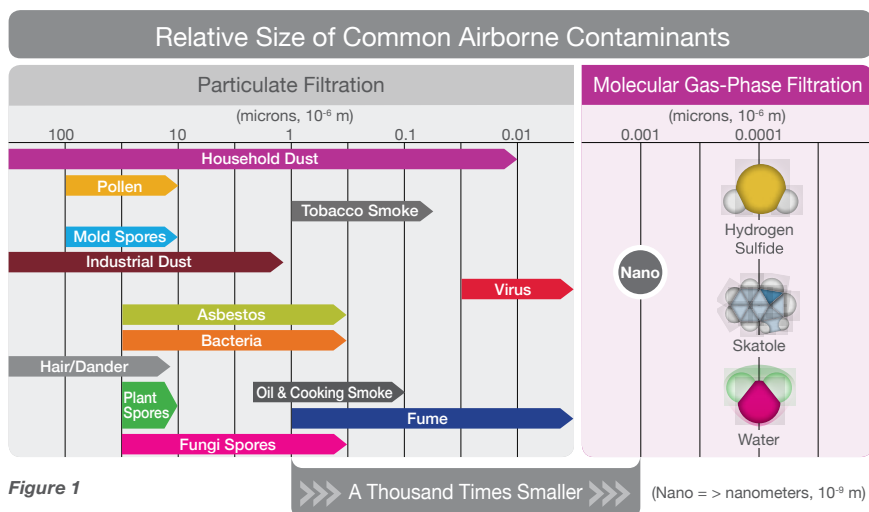 Relative Size of Common Airborne Contaminants
Particulate Filtration
Molecular Gas-Phase Filtration
(microns, 10⁻⁶ m)
(microns, 10⁻⁶ m)
100 10 1 0.1 0.01
0.001 0.0001
Household Dust
Pollen
Tobacco Smoke
Mold Spores
Industrial Dust
Virus
Asbestos
Bacteria
Hair/Dander
Plant
Spores
Oil & Cooking Smoke
Fume
Fungi Spores
Nano
Hydrogen
Sulfide
Skatole
Water
Figure 1
>>> A Thousand Times Smaller >>>
(Nano = > nanometers, 10⁻⁹ m)